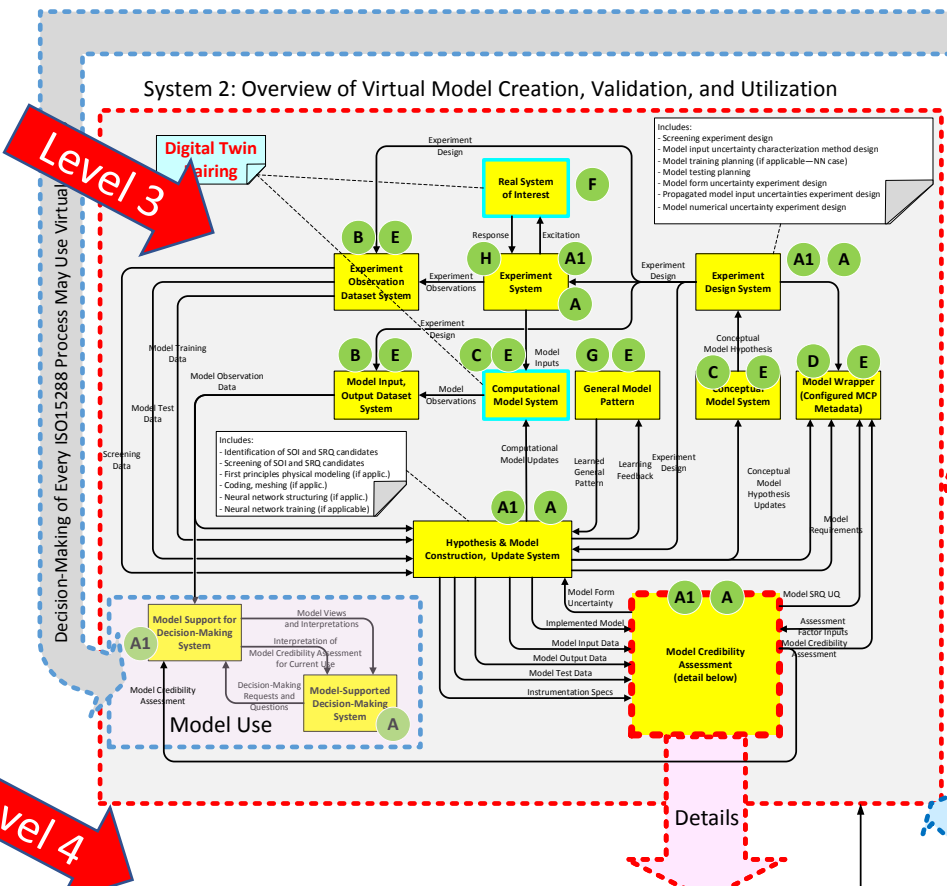 System 2: Overview of Virtual Model Creation, Validation, and Utilization
Decision-Making of Every ISO15288 Process May Use Virtual
Level 3
Digital Twin
Pairing
Experiment
Design
Real System
of Interest
F
Includes:
- Screening experiment design
- Model input uncertainty characterization method design
- Model training planning (if applicable—NN case)
- Model testing planning
- Model form uncertainty experiment design
- Propagated model input uncertainties experiment design
- Model numerical uncertainty experiment design
Response
Excitation
B E
Experiment
Observation
Dataset System
Experiment
Observations
H
A1
A
Experiment
System
Experiment
Design
A1 A
Experiment
Design System
Experiment
Design
Model Training
Data
Model Observation
Data
Model Test
Data
Screening
Data
B E
Model Input,
Output Dataset
System
Model
Observations
C E
Model
Inputs
Computational
Model System
G E
General Model
Pattern
Conceptual
Model Hypothesis
C E
Conceptual
Model System
D E
Model Wrapper
(Configured MCP
Metadata)
Includes:
- Identification of SOI and SRQ candidates
- Screening of SOI and SRQ candidates
- First principles physical modeling (if applic.)
- Coding, meshing (if applic.)
- Neural network structuring (if applic.)
- Neural network training (if applicable)
Computational
Model Updates
Learned
General
Pattern
Learning
Feedback
Experiment
Design
Conceptual
Model
Hypothesis
Updates
Model
Requirements
A1 A
Hypothesis & Model
Construction, Update System
Model Form
Uncertainty
Implemented Model
Model Input Data
Model Output Data
Model Test Data
Instrumentation Specs
A1 A
Model Credibility
Assessment
(detail below)
Model SRQ UQ
Assessment
Factor Inputs
Model Credibility
Assessment
A1
Model Support for
Decision-Making
System
Model Views
and Interpretations
Interpretation of
Model Credibility Assessment
for Current Use
Decision-Making
Requests and
Questions
Model-Supported
Decision-Making
System
A
Model Credibility
Assessment
Model Use
Details
vel 4